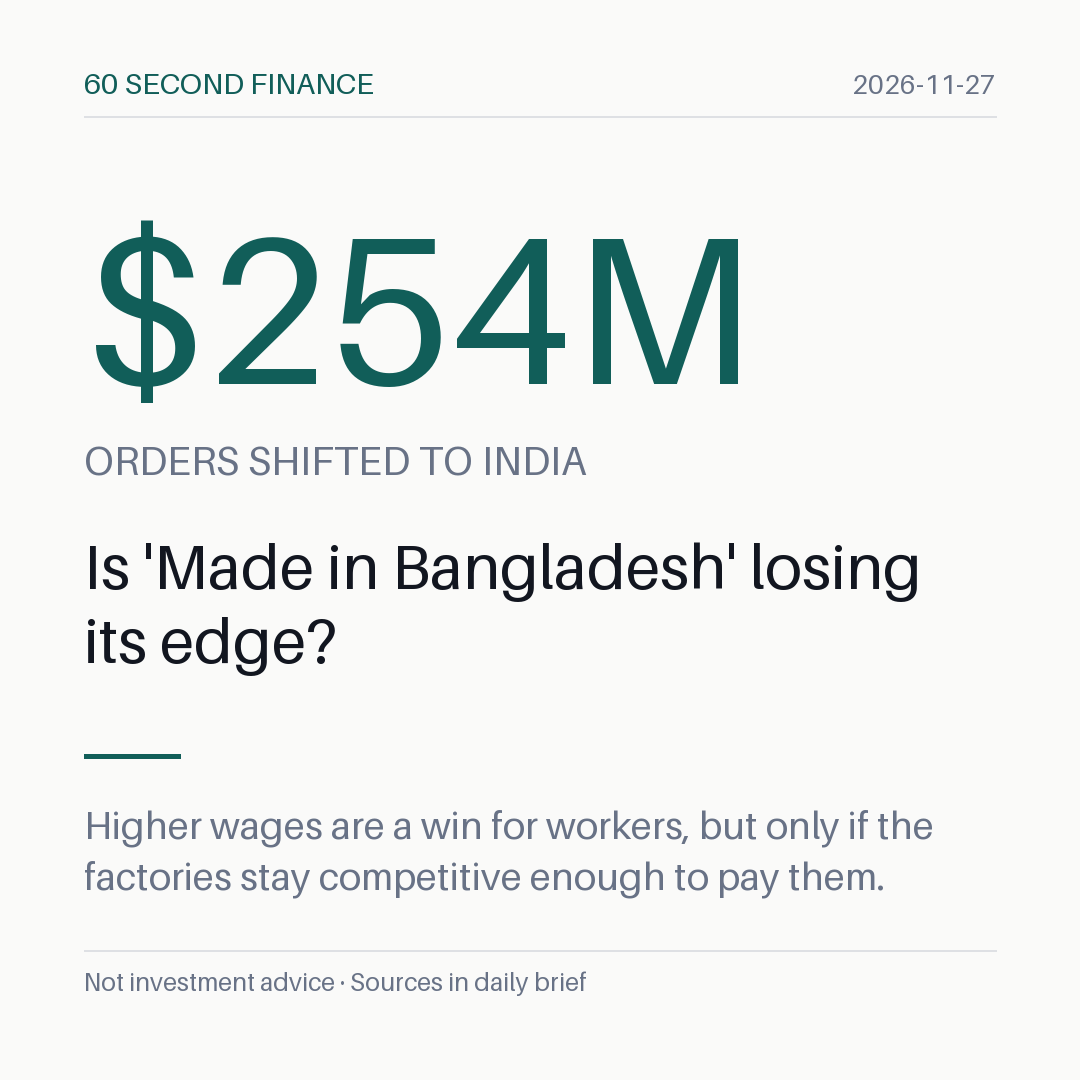 60 SECOND FINANCE
2026-11-27
$254M
ORDERS SHIFTED TO INDIA
Is 'Made in Bangladesh' losing
its edge?
Higher wages are a win for workers, but only if the
factories stay competitive enough to pay them.
Not investment advice · Sources in daily brief